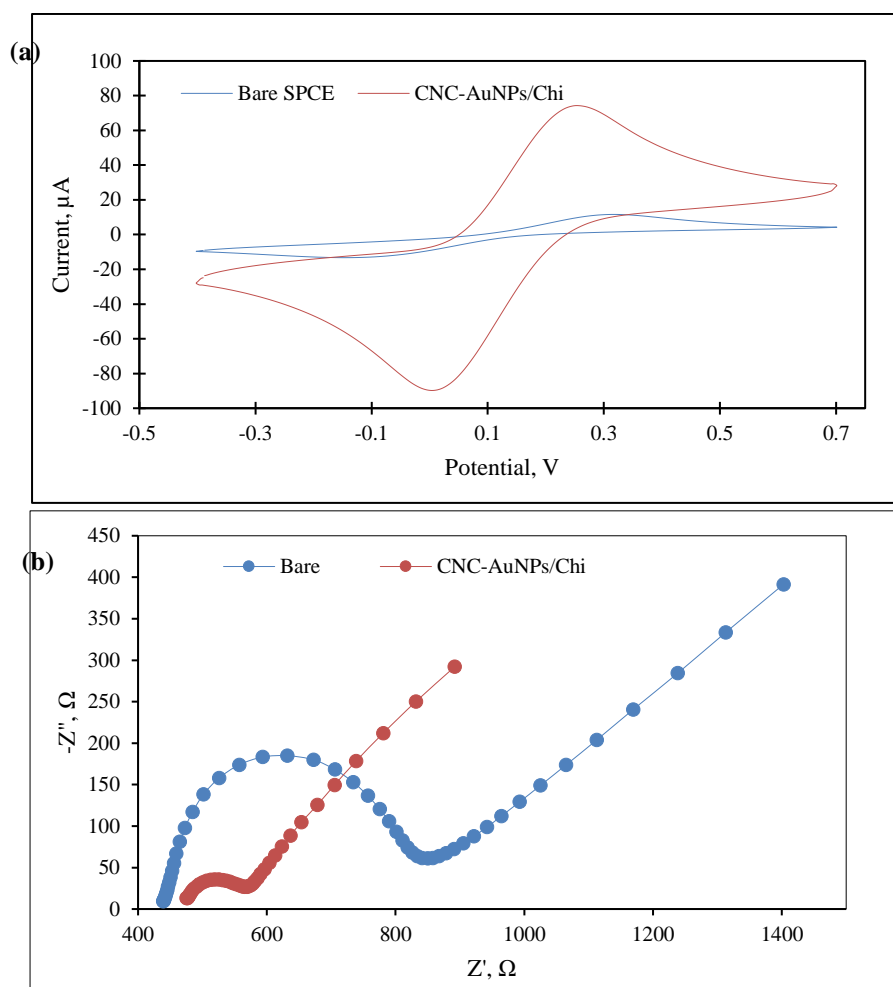 (a)
Bare SPCE CNC-AuNPs/Chi
100
80
60
40
20
0
-20
-40
-60
-80
-100
Current, µA
-0.5 -0.3 -0.1 0.1 0.3 0.5 0.7
Potential, V
(b)
Bare CNC-AuNPs/Chi
450
400
350
300
250
200
150
100
50
0
-Z", Ω
400 600 800 1000 1200 1400
Z', Ω